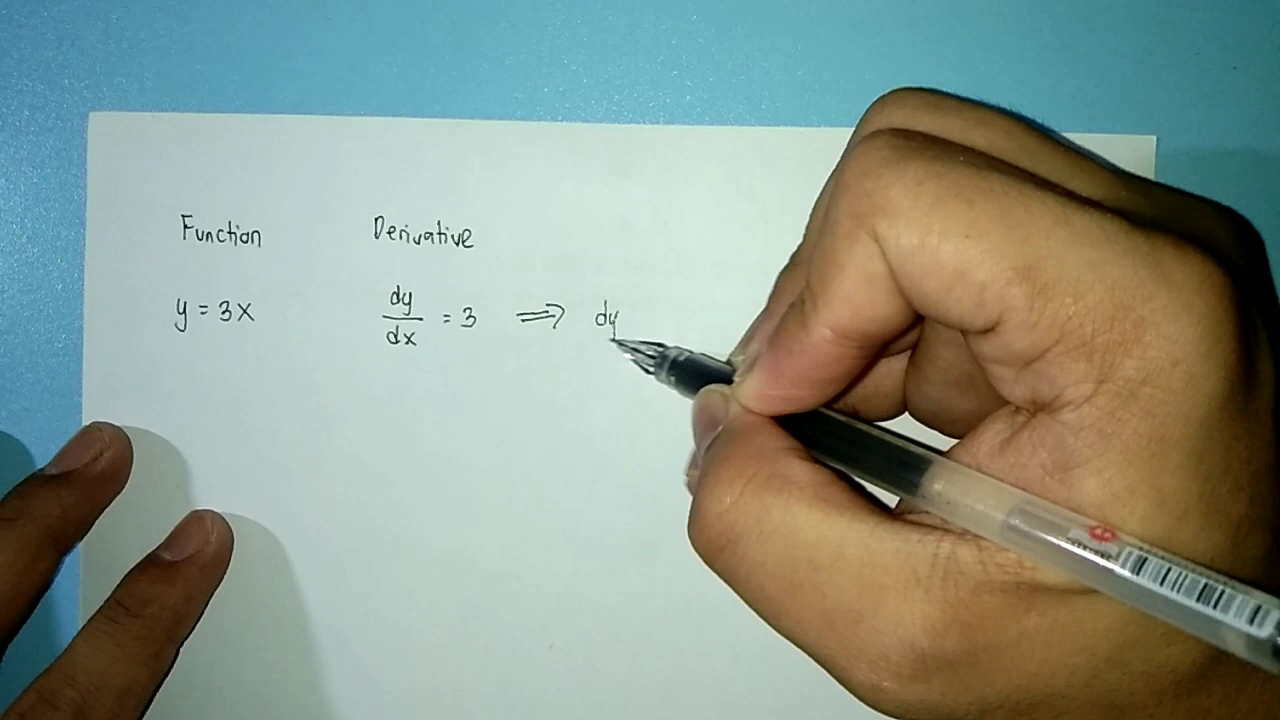 Function Derivative
y = 3x dy/dx = 3 ⟹ dy